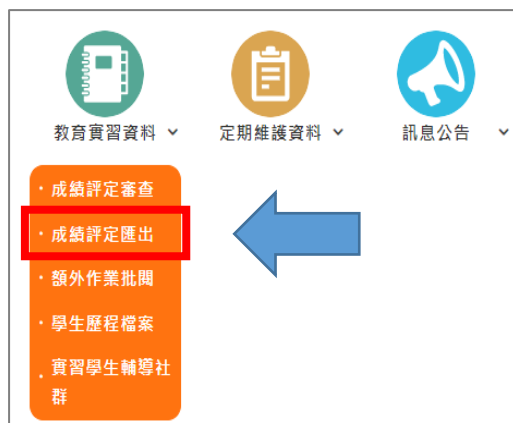 教育實習資料
定期維護資料
訊息公告
· 成績評定審查
· 成績評定匯出
· 額外作業批閱
· 學生歷程檔案
· 實習學生輔導社
群